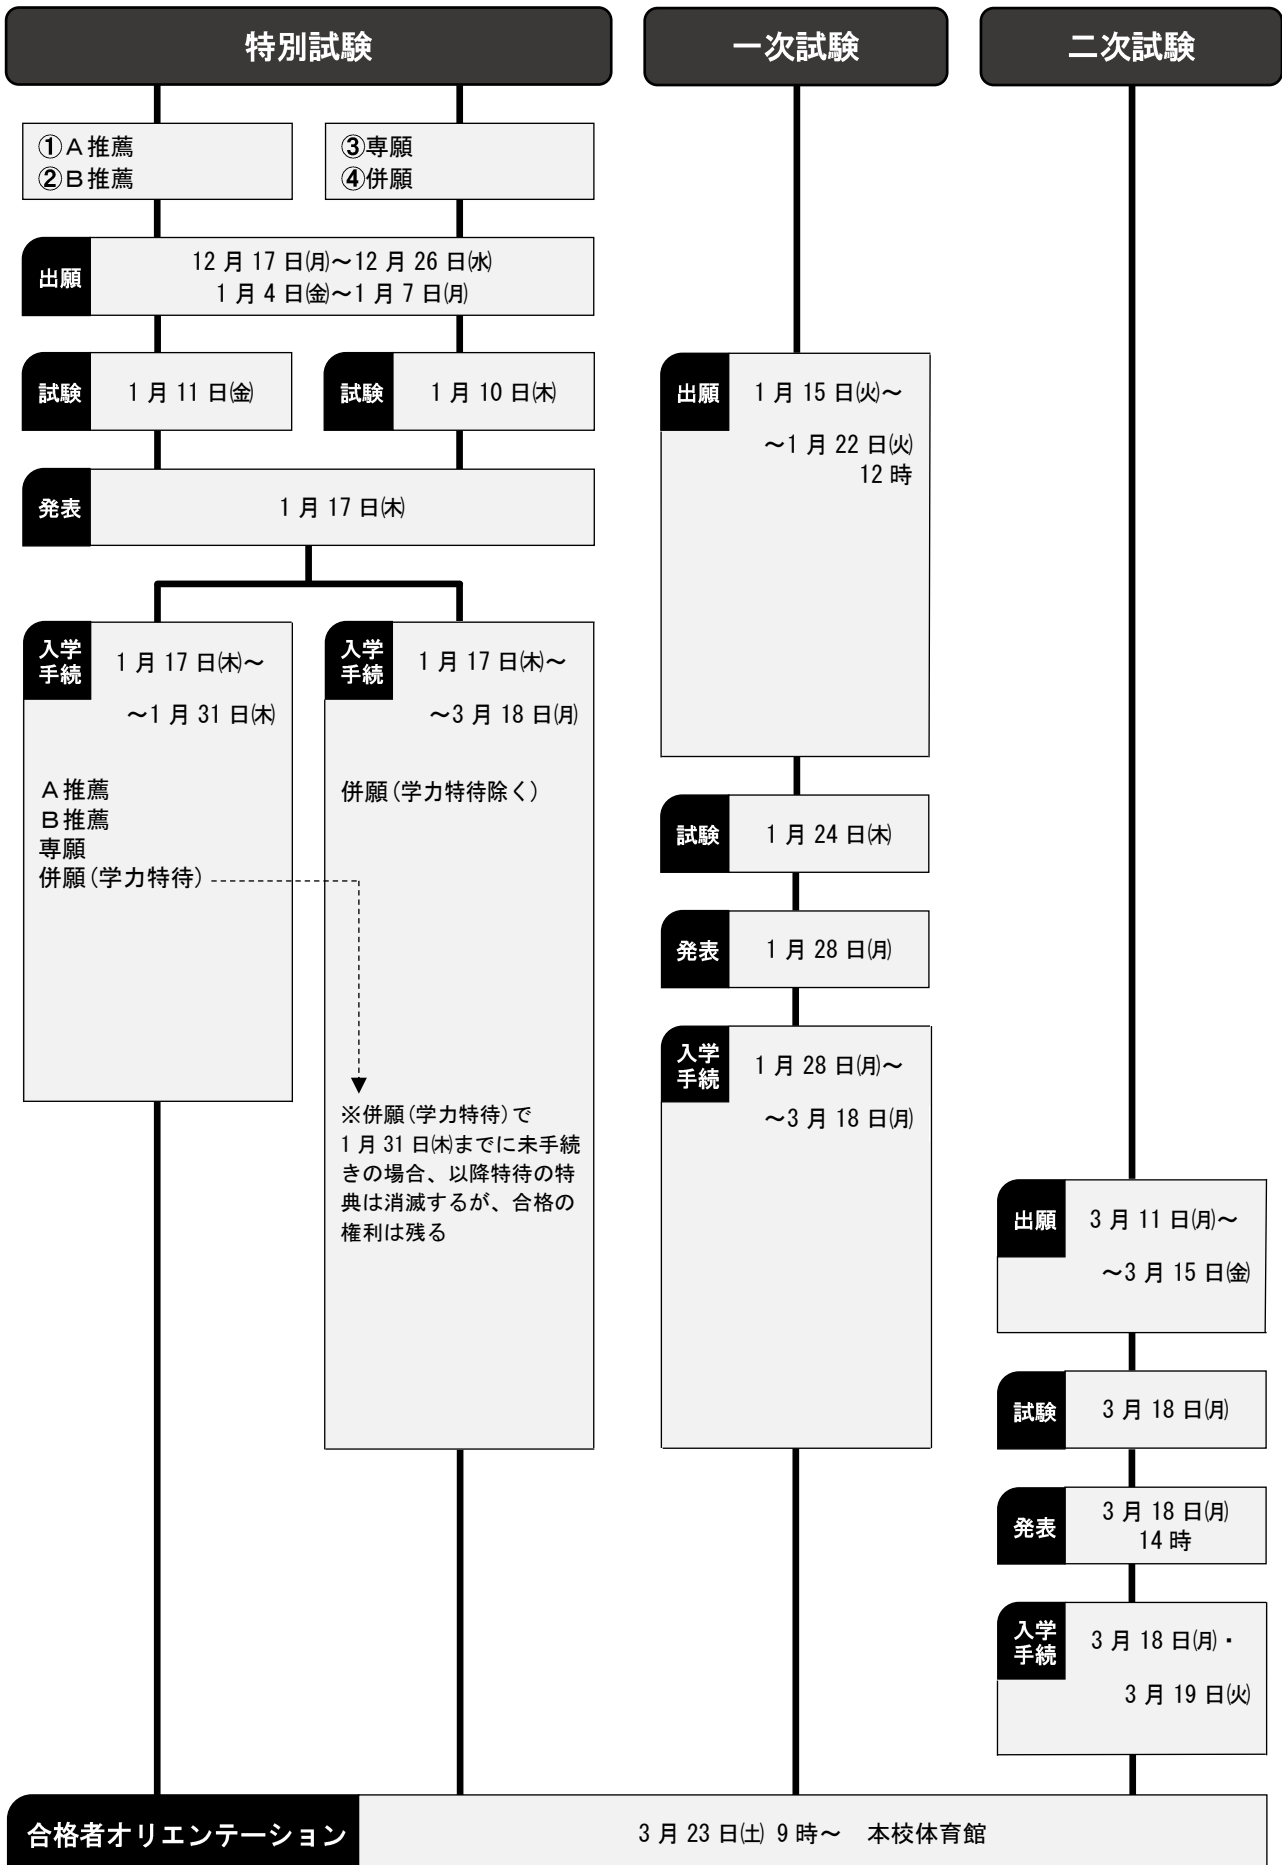 特別試験
①A推薦
②B推薦
③専願
④併願
出願
12月17日(月)～12月26日(水)
1月4日(金)～1月7日(月)
試験
1月11日(金)
試験
1月10日(木)
発表
1月17日(木)
入学
手続
1月17日(木)～
～1月31日(木)
A推薦
B推薦
専願
併願(学力特待)
入学
手続
1月17日(木)～
～3月18日(月)
併願(学力特待除く)
※併願(学力特待)で
1月31日(木)までに未手続
きの場合、以降特待の特
典は消滅するが、合格の
権利は残る
一次試験
出願
1月15日(火)～
～1月22日(火)
12時
試験
1月24日(木)
発表
1月28日(月)
入学
手続
1月28日(月)～
～3月18日(月)
二次試験
出願
3月11日(月)～
～3月15日(金)
試験
3月18日(月)
発表
3月18日(月)
14時
入学
手続
3月18日(月)・
3月19日(火)
合格者オリエンテーション
3月23日(土) 9時～　本校体育館